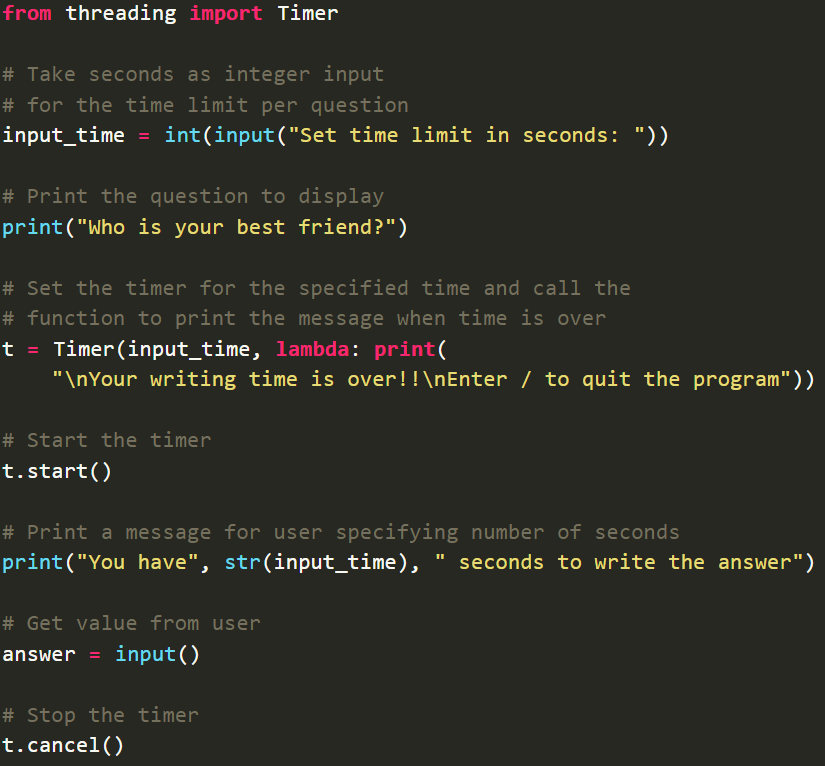 from threading import Timer
# Take seconds as integer input
# for the time limit per question
input_time = int(input("Set time limit in seconds: "))
# Print the question to display
print("Who is your best friend?")
# Set the timer for the specified time and call the
# function to print the message when time is over
t = Timer(input_time, lambda: print(
    "\nYour writing time is over!!\nEnter / to quit the program"))
# Start the timer
t.start()
# Print a message for user specifying number of seconds
print("You have", str(input_time), " seconds to write the answer")
# Get value from user
answer = input()
# Stop the timer
t.cancel()